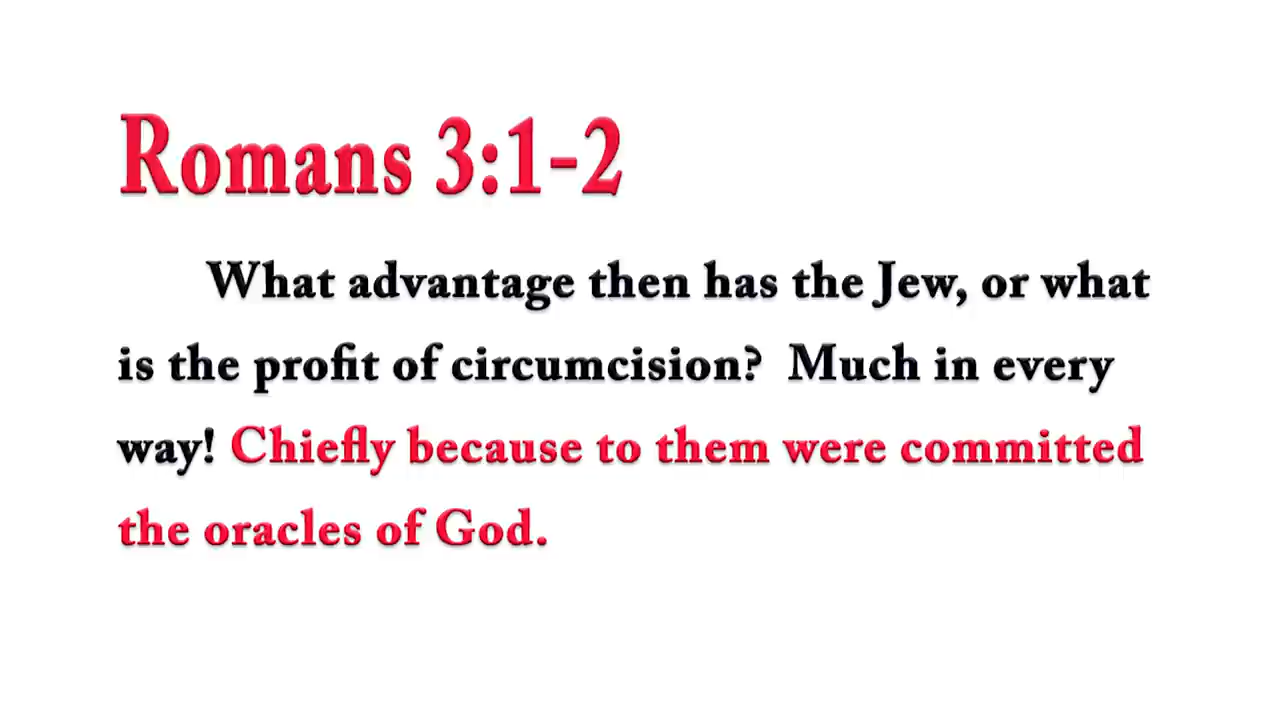 Romans 3:1-2
What advantage then has the Jew, or what
is the profit of circumcision?  Much in every
way! Chiefly because to them were committed
the oracles of God.